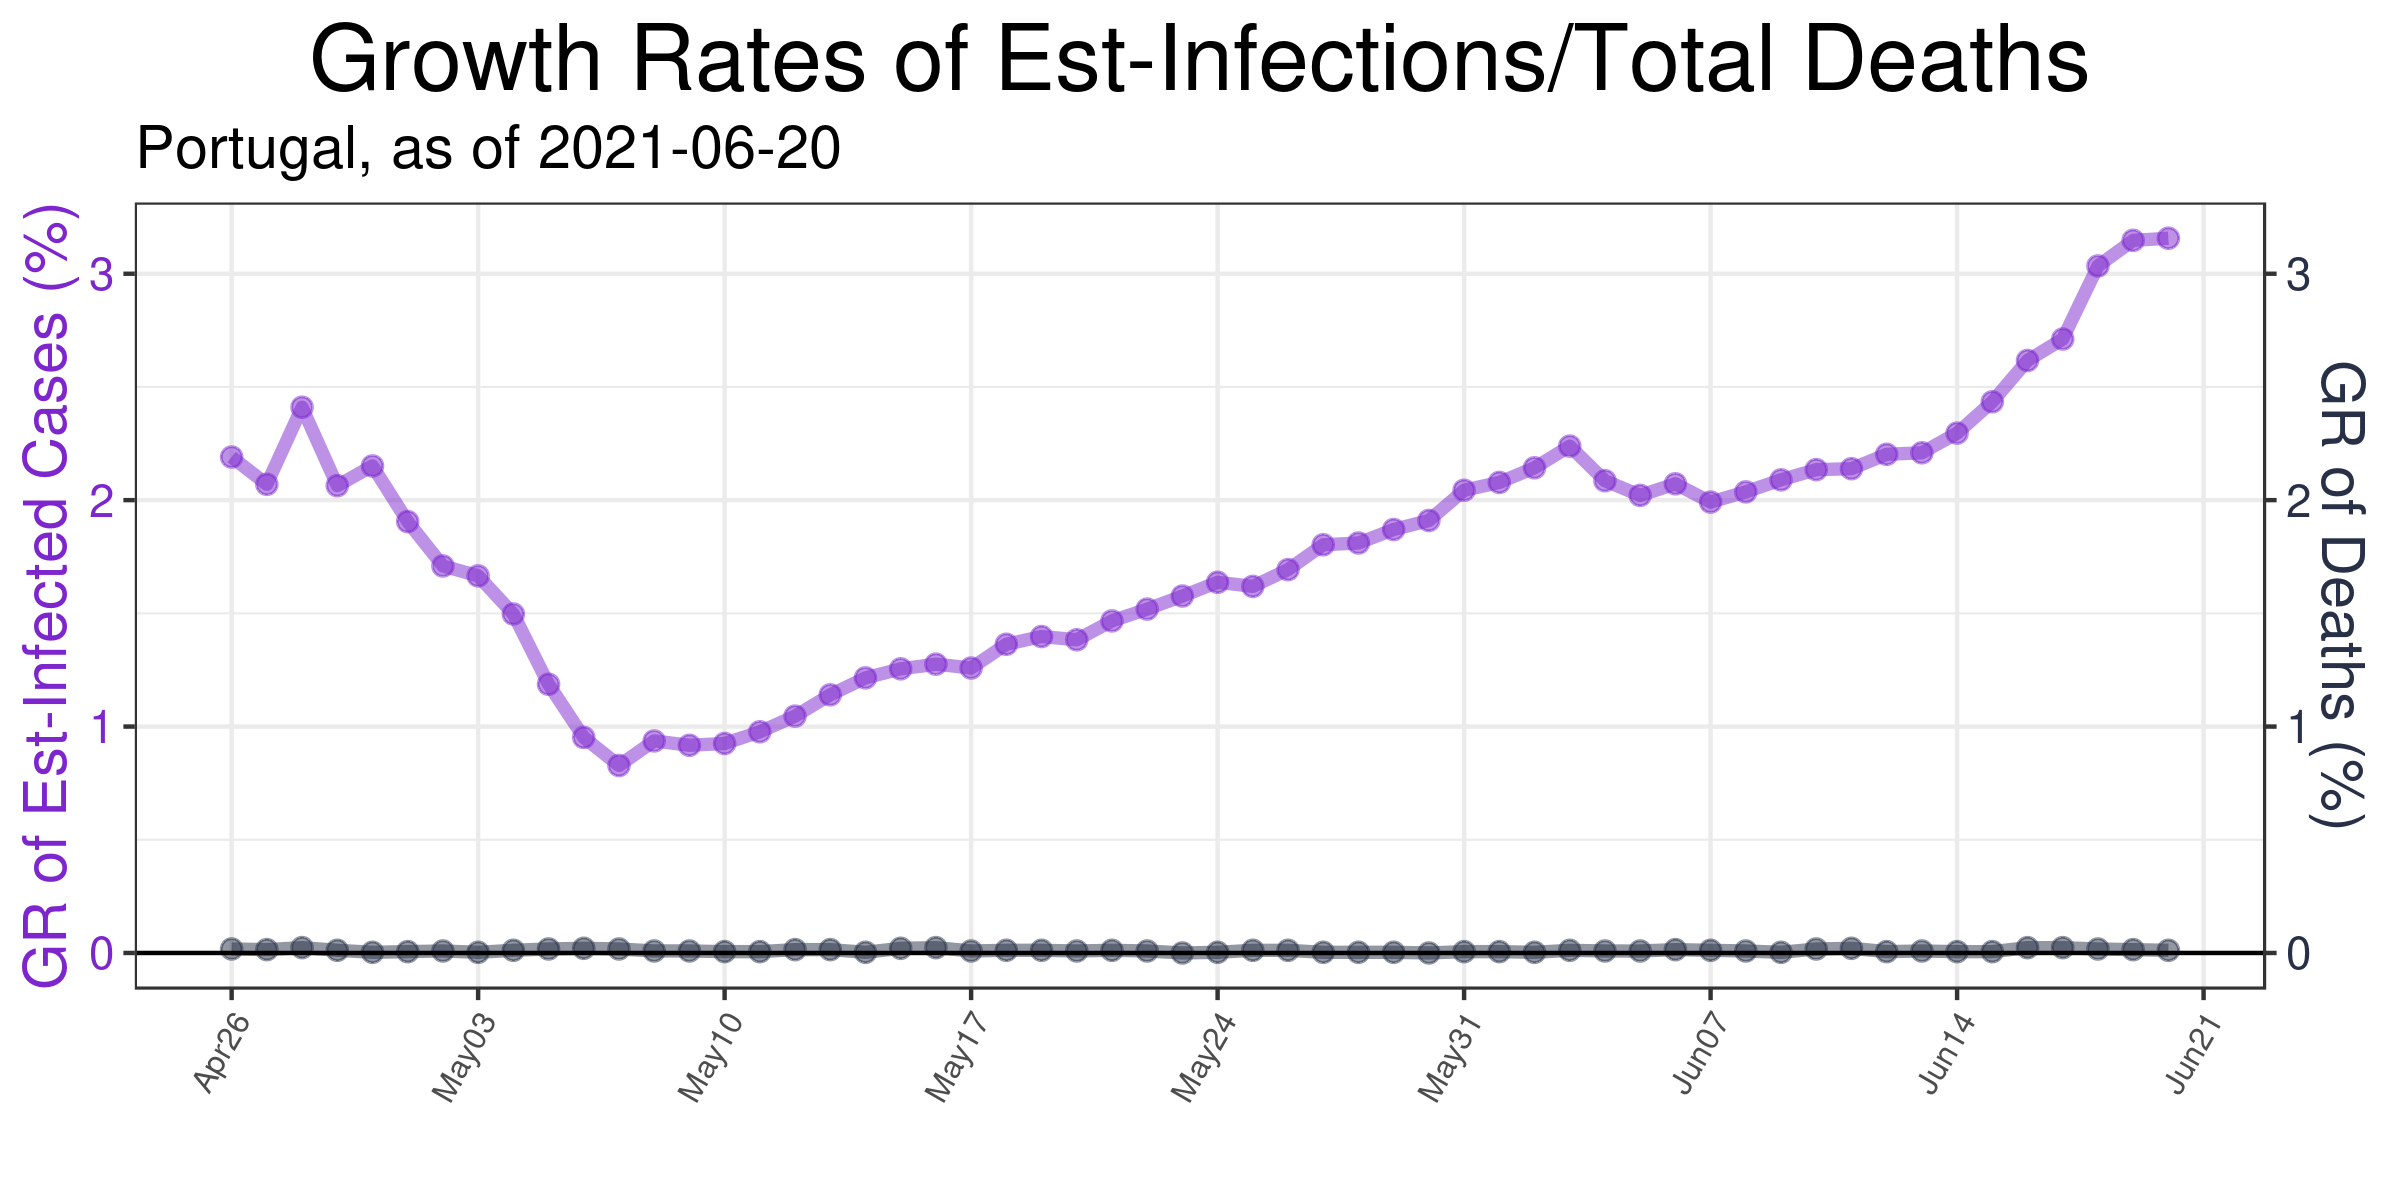 Growth Rates of Est-Infections/Total Deaths
Portugal, as of 2021-06-20
GR of Est-Infected Cases (%)
3
2
1
0
3
2
1
0
GR of Deaths (%)
Apr26
May03
May10
May17
May24
May31
Jun07
Jun14
Jun21